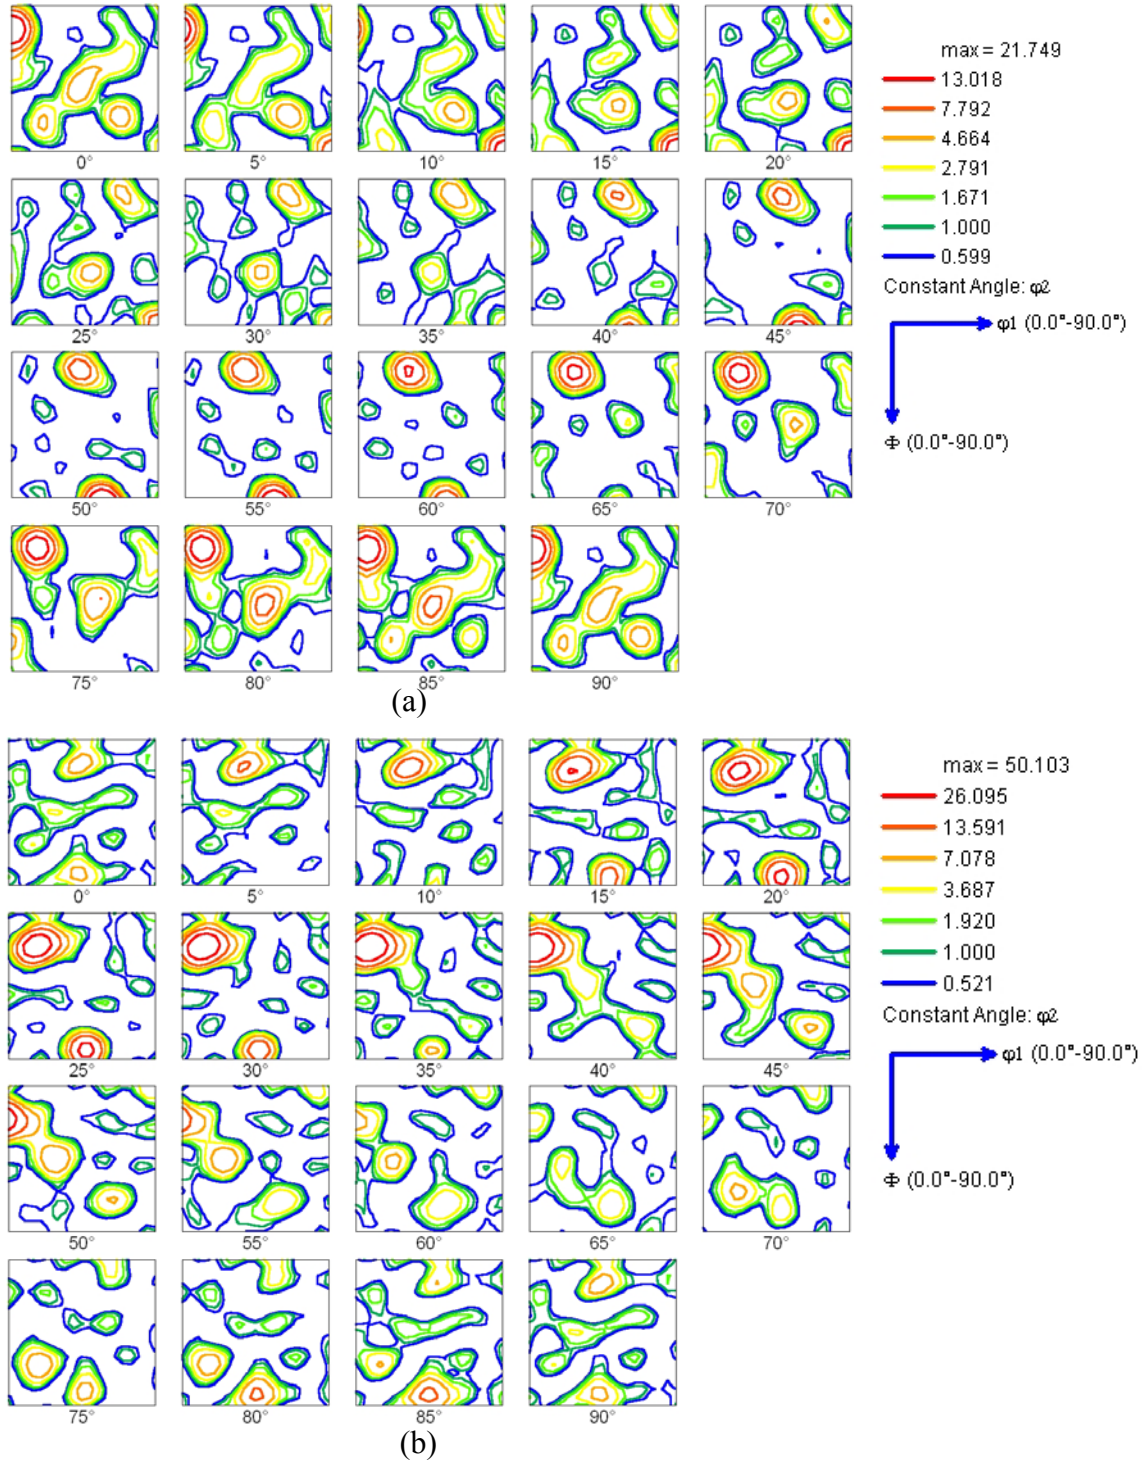 max = 21.749
13.018
7.792
4.664
2.791
1.671
1.000
0.599
Constant Angle: φ2
φ1 (0.0°-90.0°)
Φ (0.0°-90.0°)
0° 5° 10° 15° 20°
25° 30° 35° 40° 45°
50° 55° 60° 65° 70°
75° 80° 85° 90°
(a)
max = 50.103
26.095
13.591
7.078
3.687
1.920
1.000
0.521
Constant Angle: φ2
φ1 (0.0°-90.0°)
Φ (0.0°-90.0°)
0° 5° 10° 15° 20°
25° 30° 35° 40° 45°
50° 55° 60° 65° 70°
75° 80° 85° 90°
(b)